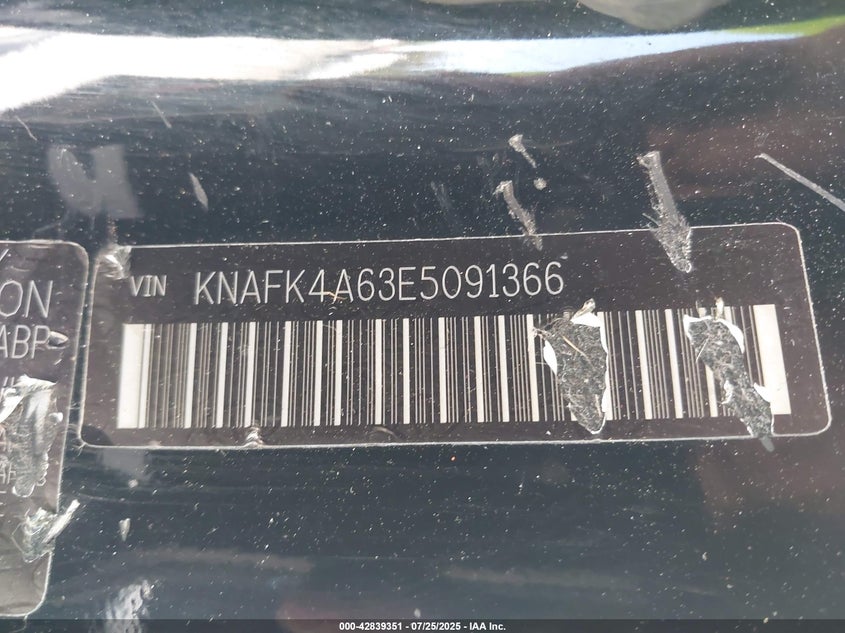 ON
ABP
VIN KNAFK4A63E5091366
000-42839351 / 07/25/2025 - IAA Inc.